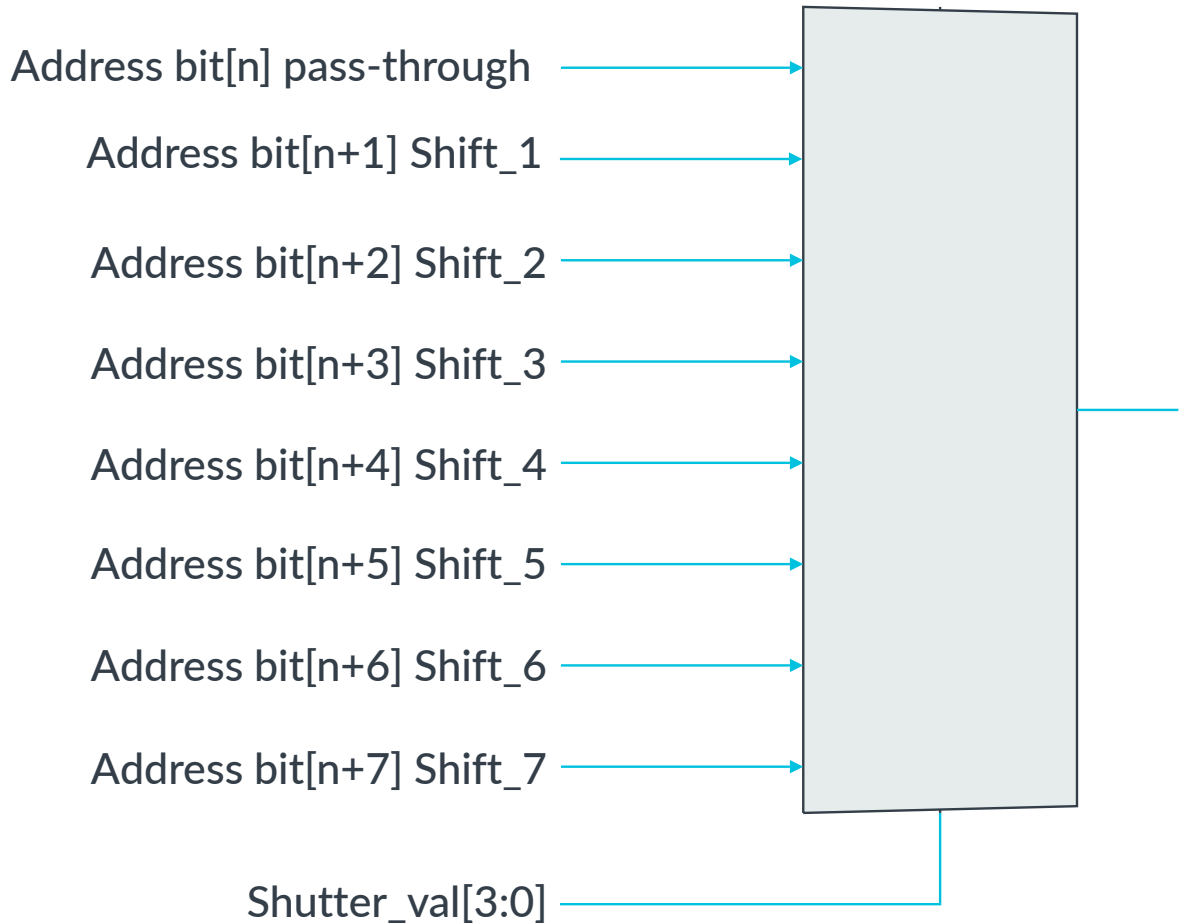 Address bit[n] pass-through
Address bit[n+1] Shift_1
Address bit[n+2] Shift_2
Address bit[n+3] Shift_3
Address bit[n+4] Shift_4
Address bit[n+5] Shift_5
Address bit[n+6] Shift_6
Address bit[n+7] Shift_7
Shutter_val[3:0]